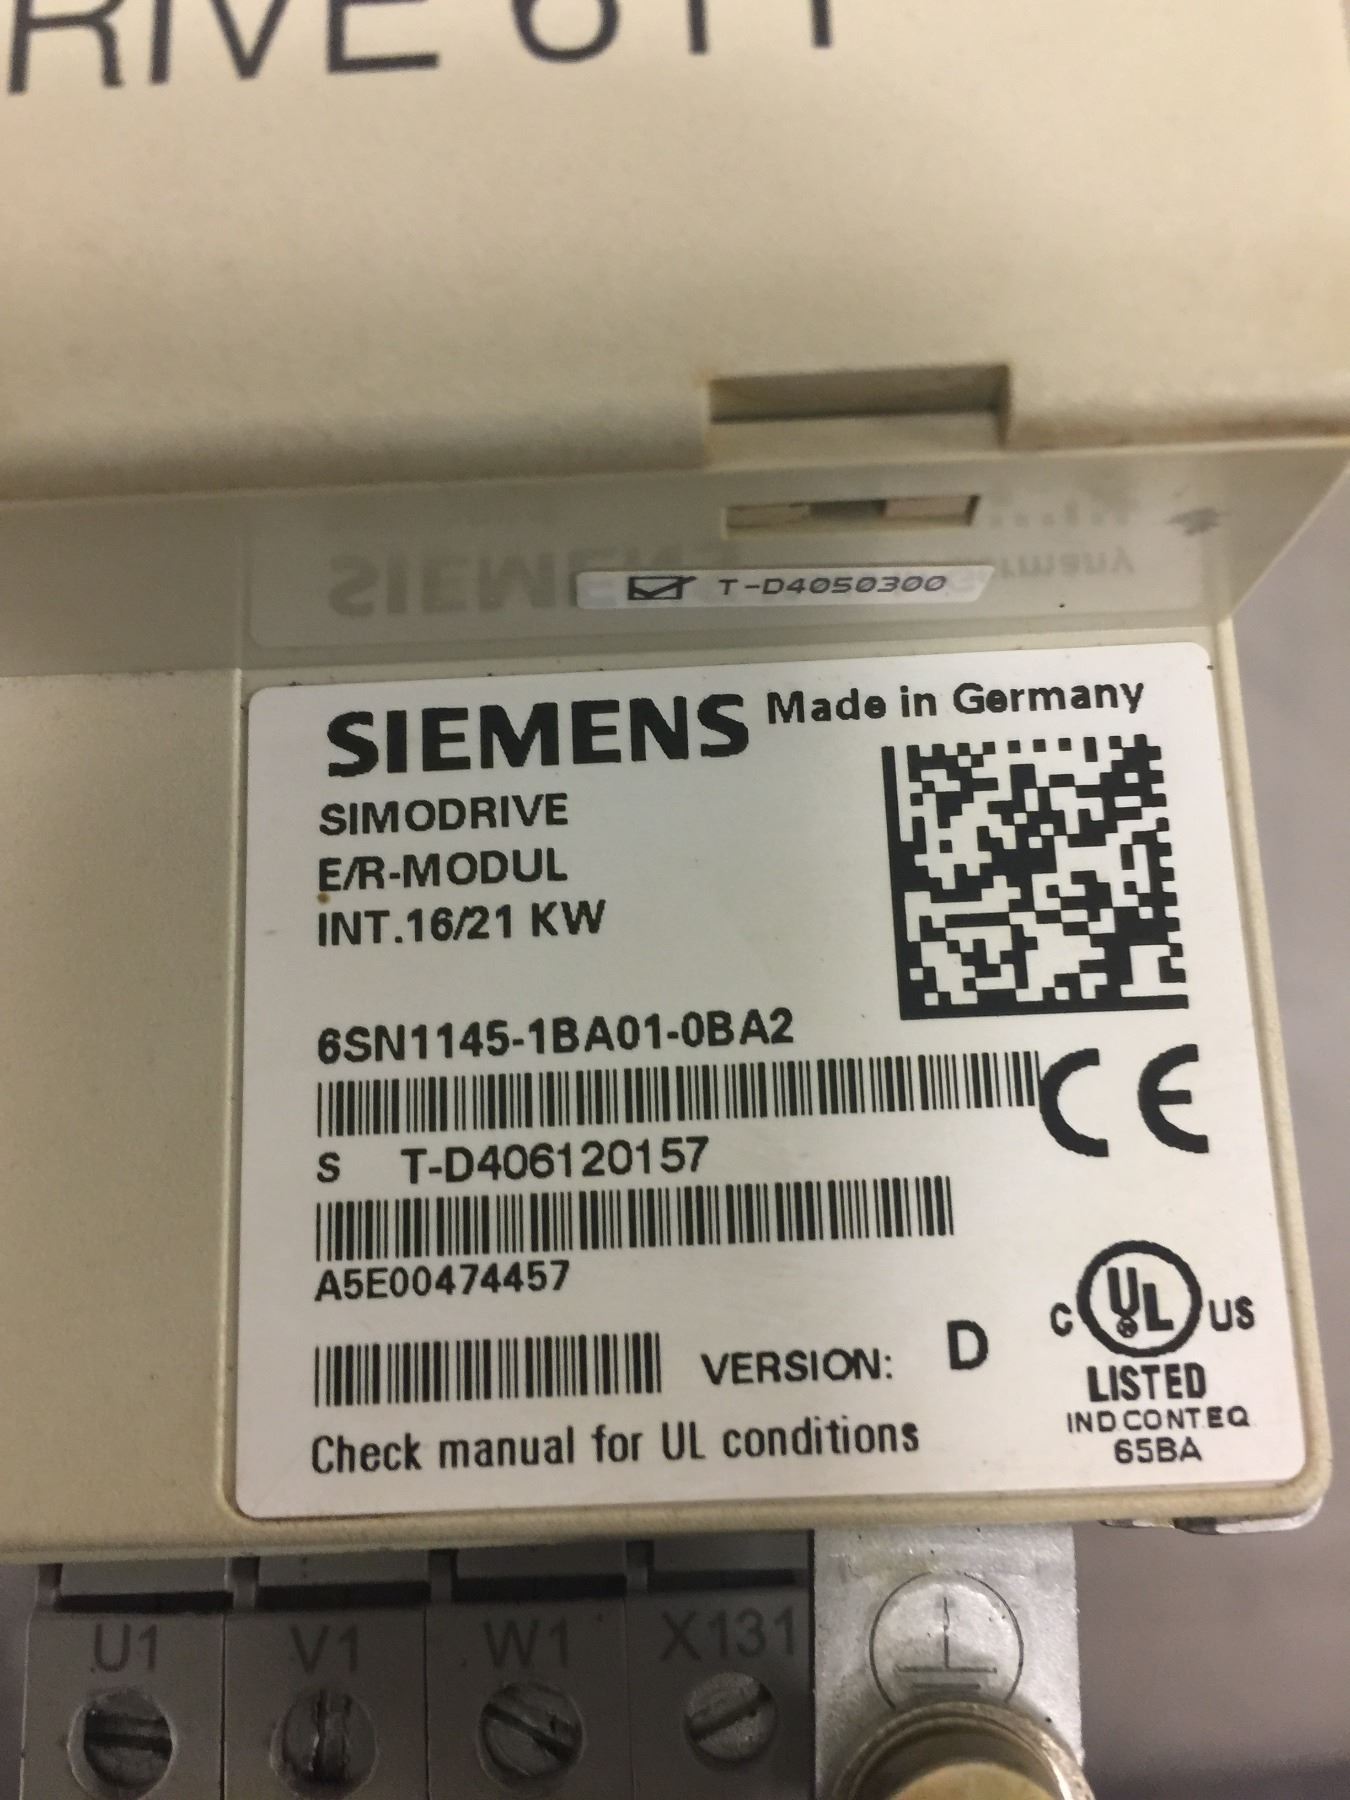 RIVE 611
T-D4050300
SIEMENS Made in Germany
SIMODRIVE
E/R-MODUL
INT.16/21 KW
6SN1145-1BA01-0BA2
S T-D406120157
A5E00474457
VERSION: D
Check manual for UL conditions
CE
C UL US
LISTED
IND.CONT.EQ
65BA
U1 V1 W1 X131